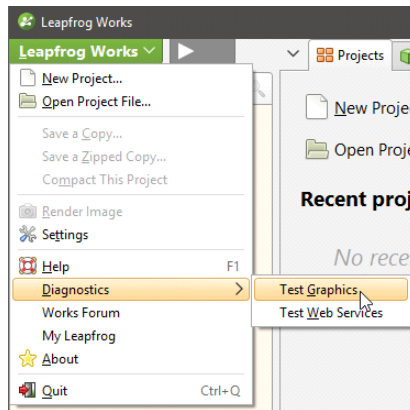 Leapfrog Works
Leapfrog Works
Projects
New Project...
Open Project File...
Save a Copy...
Save a Zipped Copy...
Compact This Project
Render Image
Settings
Help F1
Diagnostics
Works Forum
My Leapfrog
About
Quit Ctrl+Q
Test Graphics
Test Web Services
New Proje
Open Proj
Recent proj
No rece